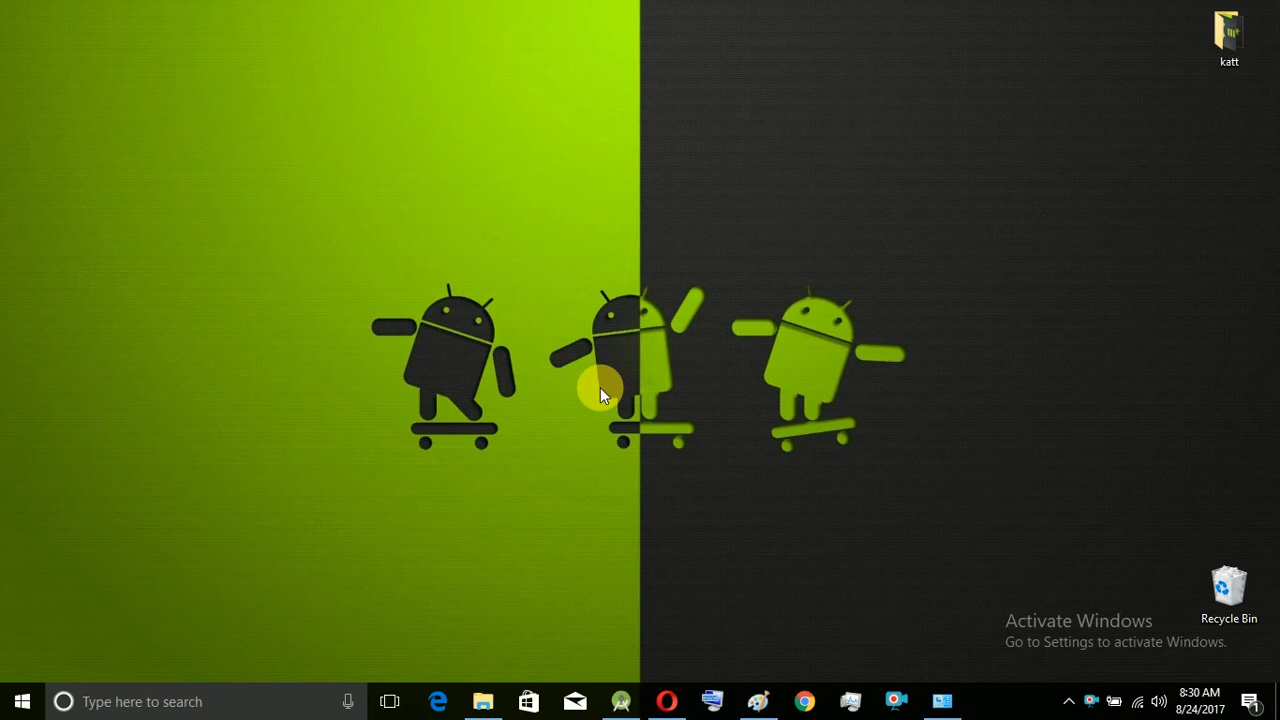 katt
Recycle Bin
Activate Windows
Go to Settings to activate Windows.
Type here to search
8:30 AM
8/24/2017
1